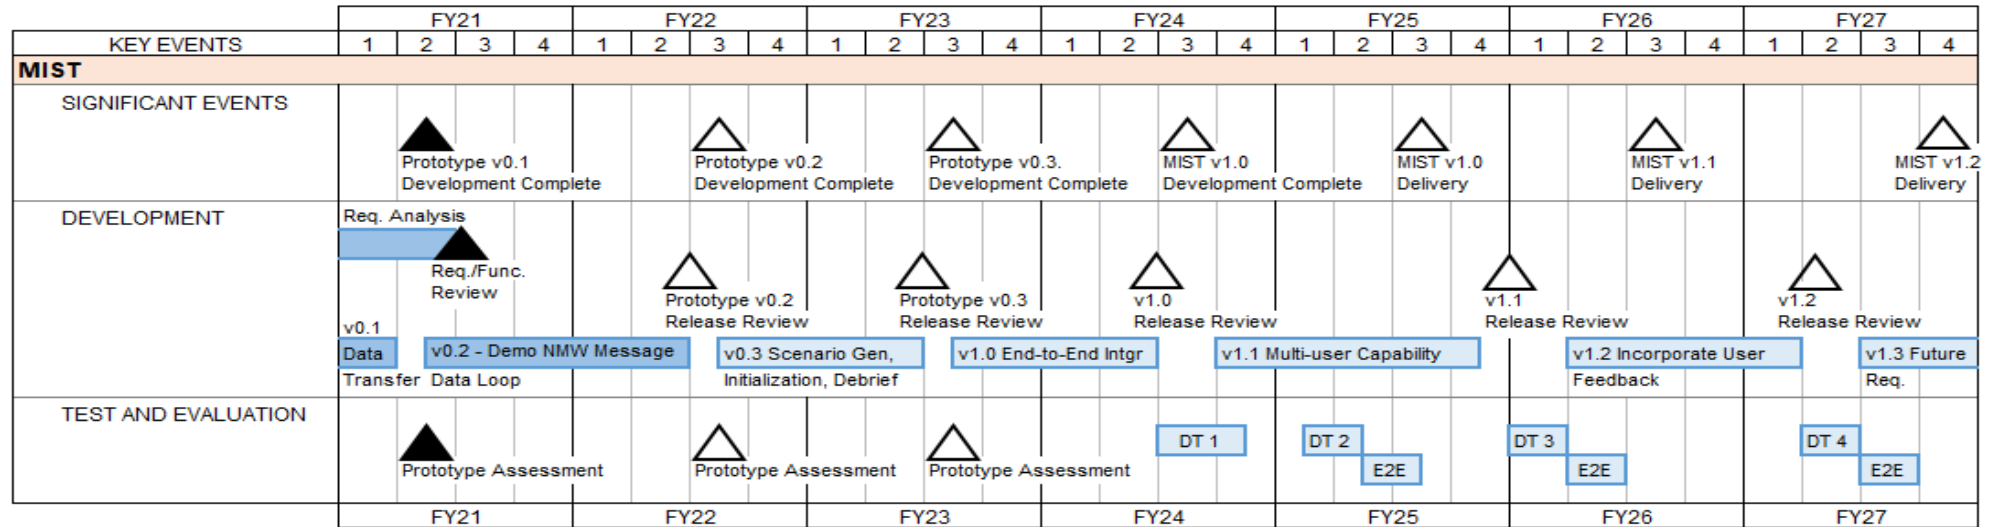 FY21 FY22 FY23 FY24 FY25 FY26 FY27
KEY EVENTS 1 2 3 4 1 2 3 4 1 2 3 4 1 2 3 4 1 2 3 4 1 2 3 4 1 2 3 4
MIST
SIGNIFICANT EVENTS
Prototype v0.1 Prototype v0.2 Prototype v0.3. MIST v1.0 MIST v1.0 MIST v1.1 MIST v1.2
Development Complete Development Complete Development Complete Development Complete Delivery Delivery Delivery
DEVELOPMENT Req. Analysis
Req./Func.
Review
Prototype v0.2 Prototype v0.3 v1.0 v1.1 v1.2
Release Review Release Review Release Review Release Review Release Review
v0.1
Data v0.2 - Demo NMW Message v0.3 Scenario Gen, v1.0 End-to-End Intgr v1.1 Multi-user Capability v1.2 Incorporate User v1.3 Future
Transfer Data Loop Initialization, Debrief Feedback Req.
TEST AND EVALUATION
DT 1 DT 2 DT 3 DT 4
Prototype Assessment Prototype Assessment Prototype Assessment E2E E2E E2E
FY21 FY22 FY23 FY24 FY25 FY26 FY27